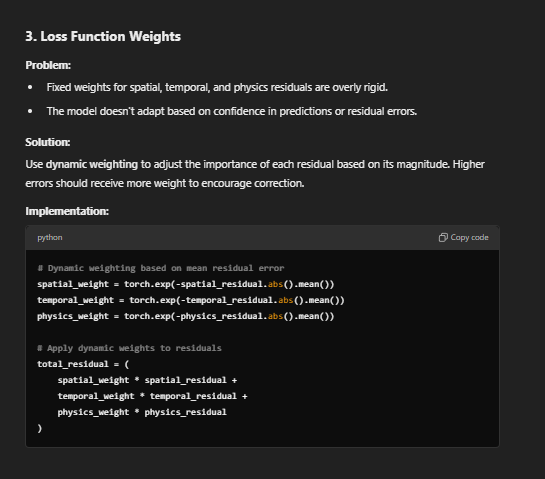 3. Loss Function Weights
Problem:
• Fixed weights for spatial, temporal, and physics residuals are overly rigid.
• The model doesn't adapt based on confidence in predictions or residual errors.
Solution:
Use dynamic weighting to adjust the importance of each residual based on its magnitude. Higher
errors should receive more weight to encourage correction.
Implementation:
python
Copy code
# Dynamic weighting based on mean residual error
spatial_weight = torch.exp(-spatial_residual.abs().mean())
temporal_weight = torch.exp(-temporal_residual.abs().mean())
physics_weight = torch.exp(-physics_residual.abs().mean())
# Apply dynamic weights to residuals
total_residual = (
    spatial_weight * spatial_residual +
    temporal_weight * temporal_residual +
    physics_weight * physics_residual
)